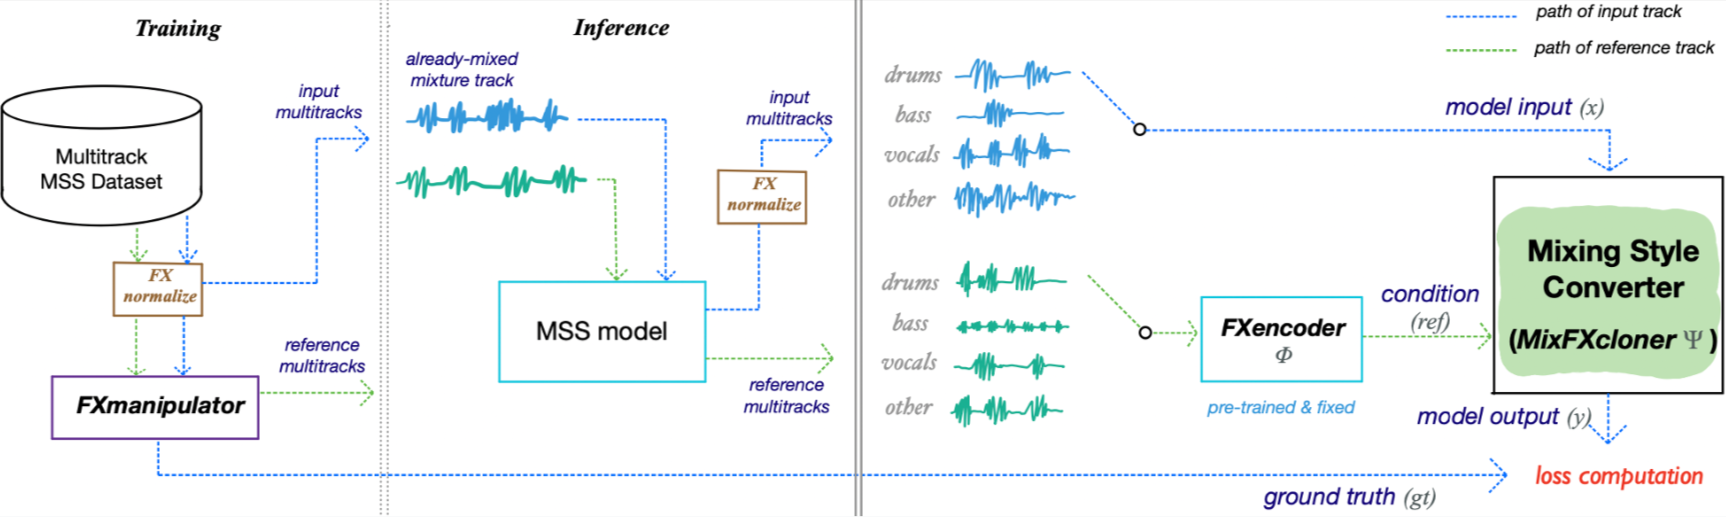 Training
Multitrack
MSS Dataset
FX
normalize
FXmanipulator
input
multitracks
reference
multitracks
Inference
already-mixed
mixture track
MSS model
FX
normalize
input
multitracks
reference
multitracks
path of input track
path of reference track
drums
bass
vocals
other
drums
bass
vocals
other
model input (x)
FXencoder
Φ
pre-trained & fixed
condition
(ref)
Mixing Style
Converter
(MixFXcloner Ψ )
model output (y)
loss computation
ground truth (gt)